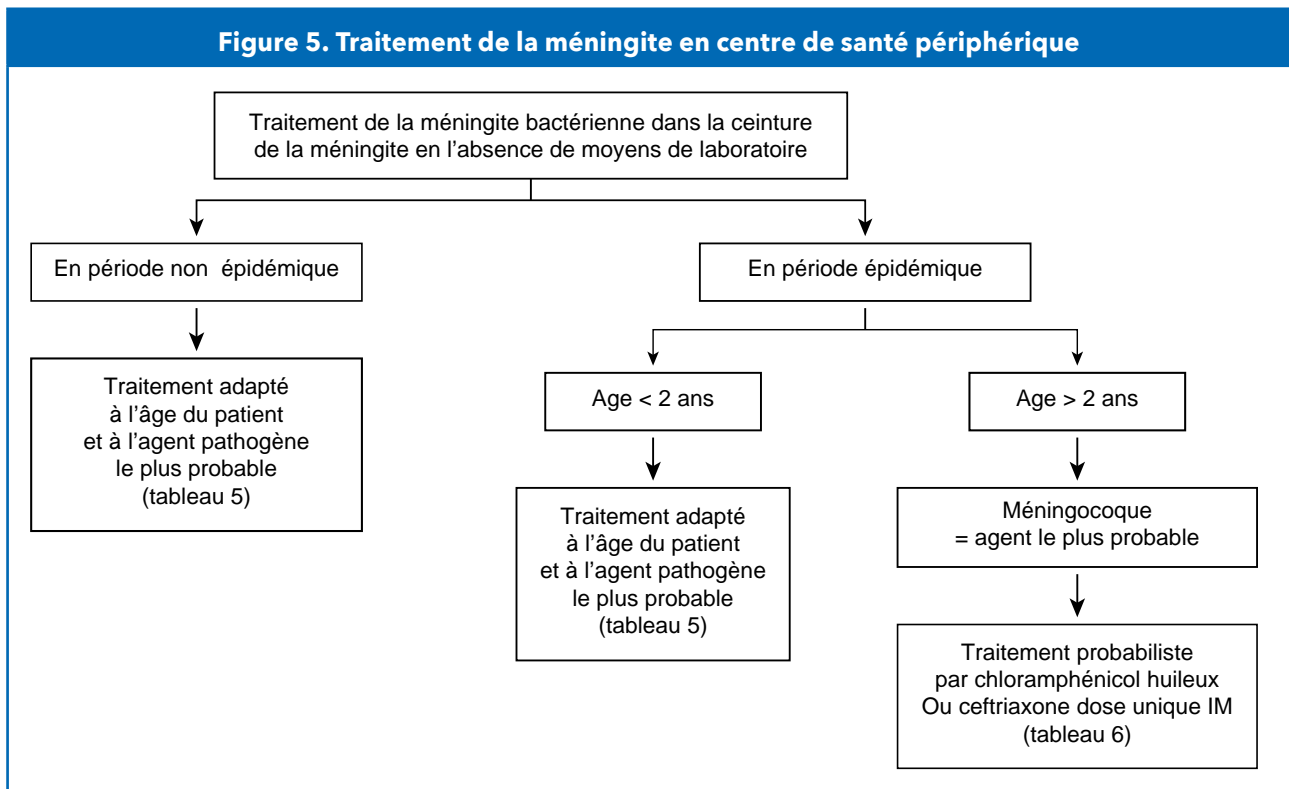 Figure 5. Traitement de la méningite en centre de santé périphérique
Traitement de la méningite bactérienne dans la ceinture
de la méningite en l'absence de moyens de laboratoire
En période non épidémique
En période épidémique
Traitement adapté
à l'âge du patient
et à l'agent pathogène
le plus probable
(tableau 5)
Age < 2 ans
Age > 2 ans
Traitement adapté
à l'âge du patient
et à l'agent pathogène
le plus probable
(tableau 5)
Méningocoque
= agent le plus probable
Traitement probabiliste
par chloramphénicol huileux
Ou ceftriaxone dose unique IM
(tableau 6)